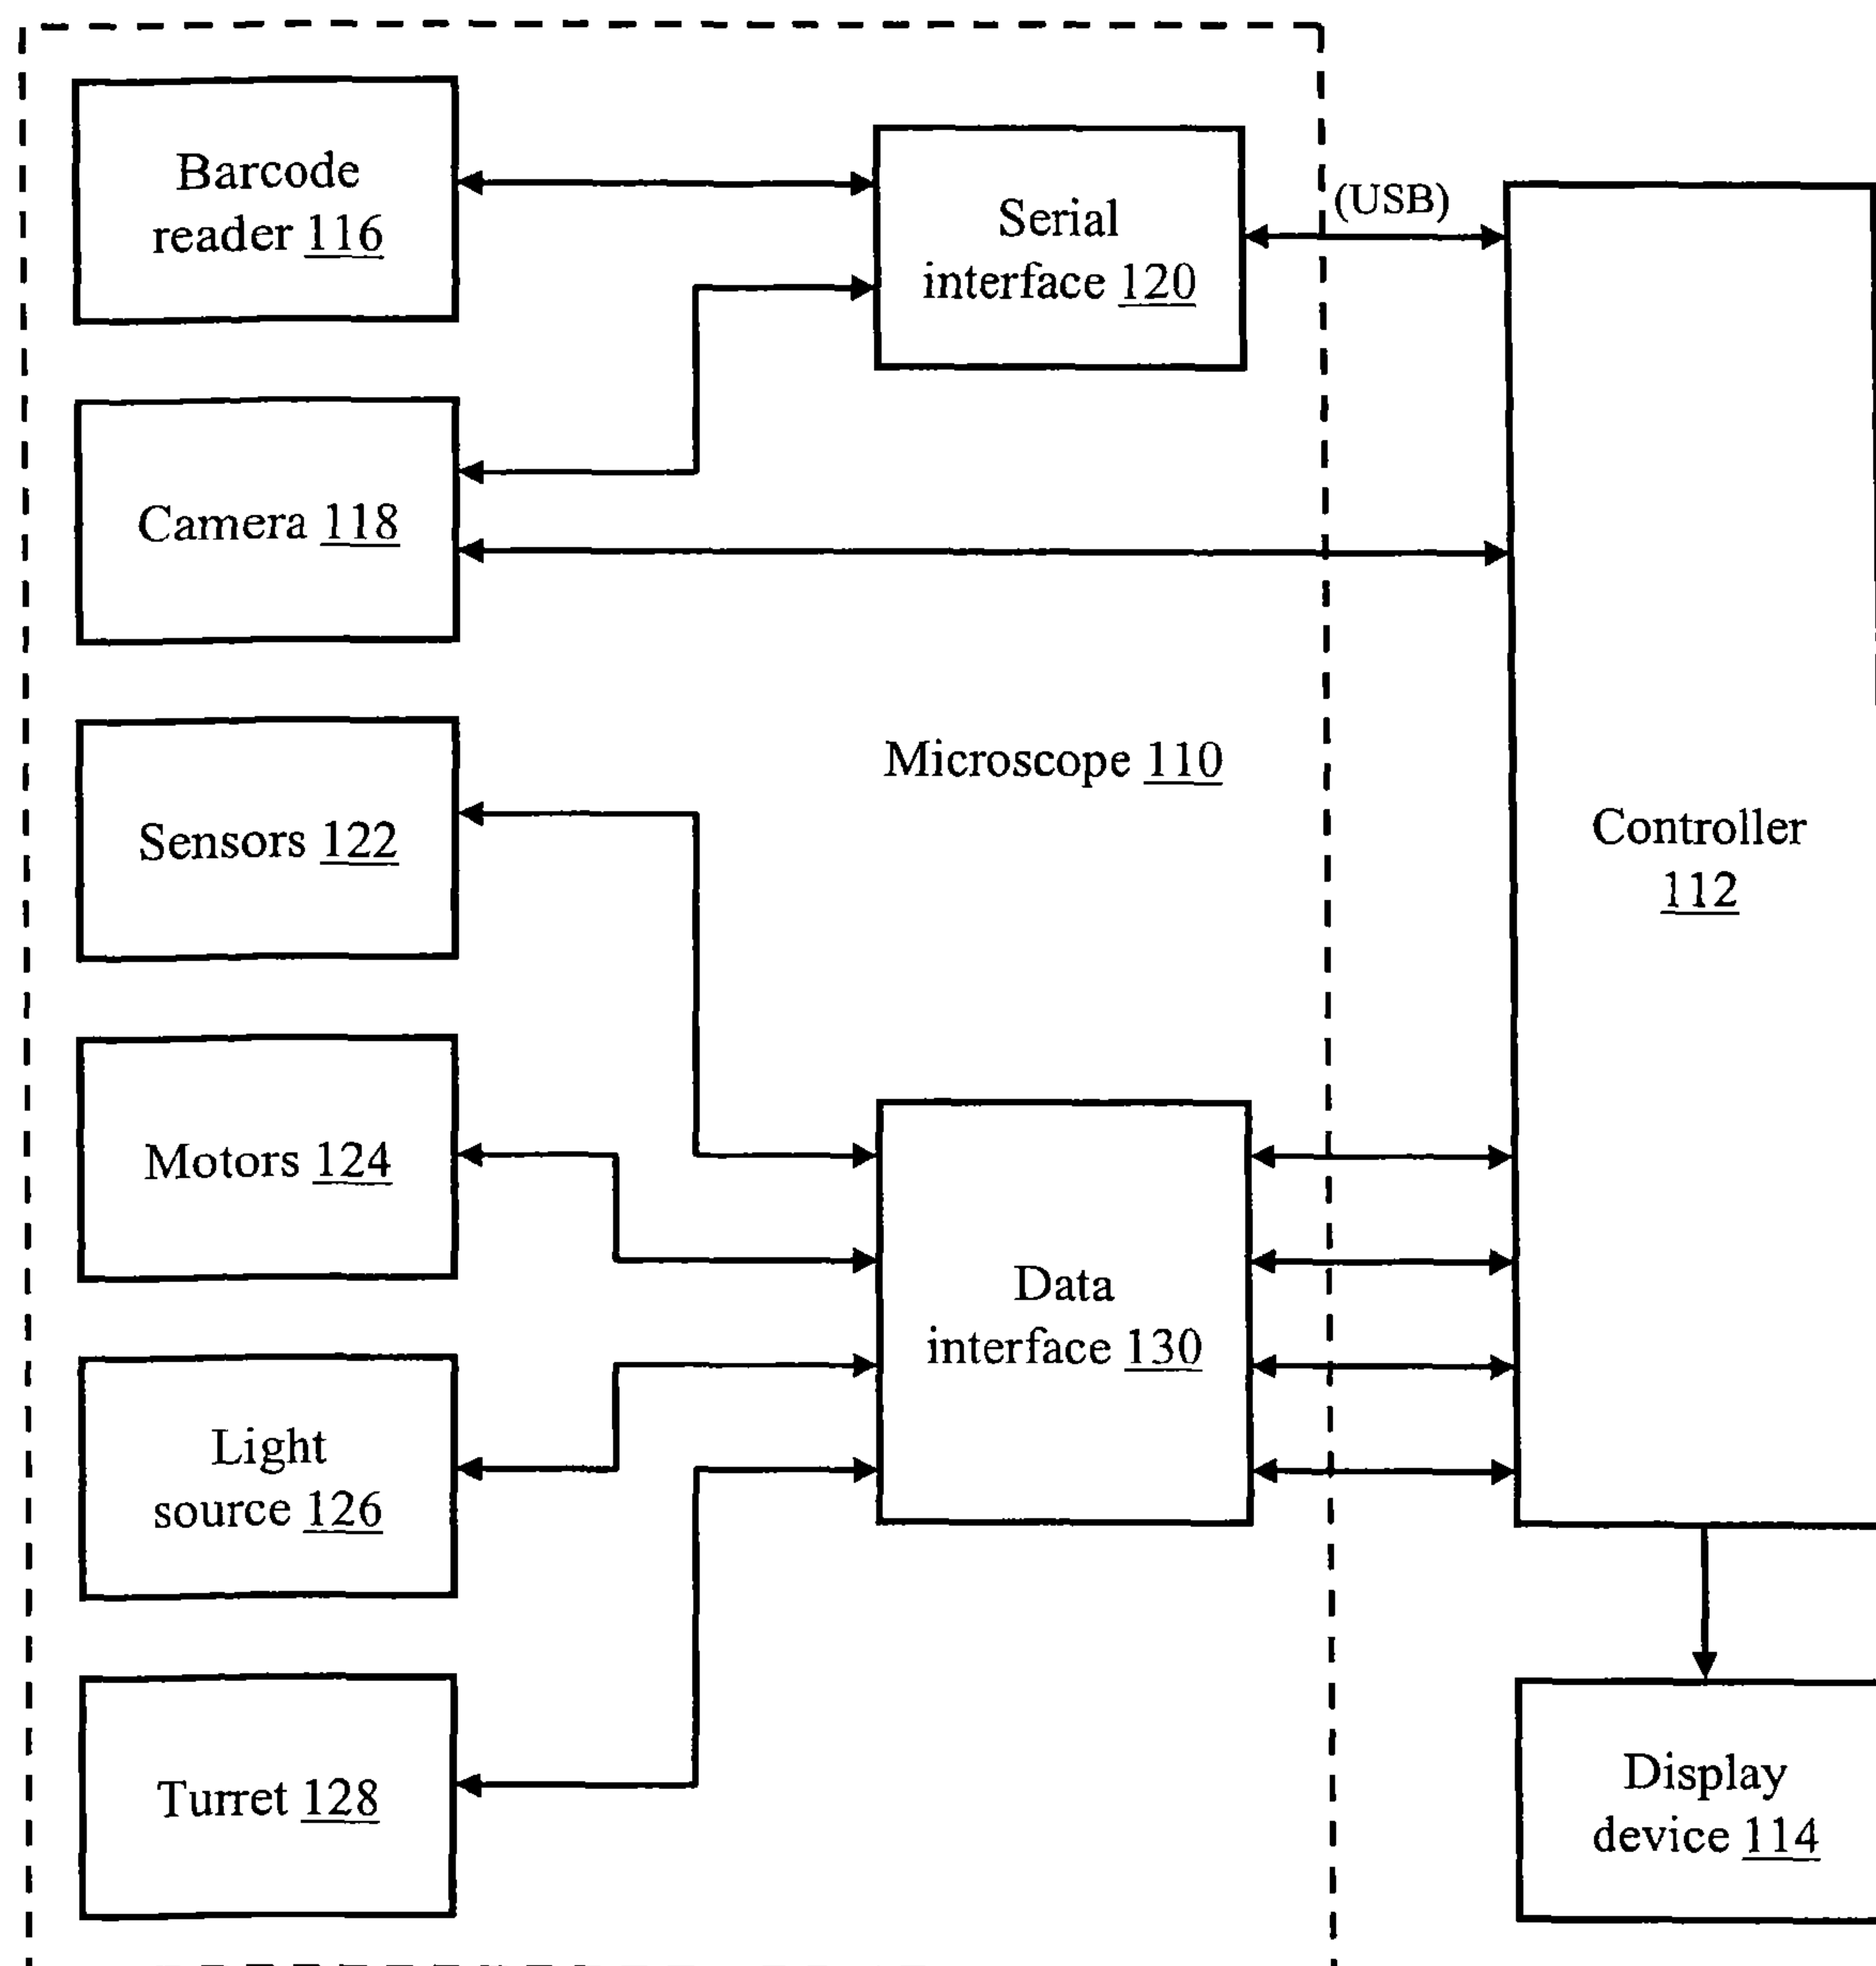 Barcode
reader 116
Serial
interface 120
(USB)
Camera 118
Microscope 110
Sensors 122
Controller
112
Motors 124
Data
interface 130
Light
source 126
Turret 128
Display
device 114